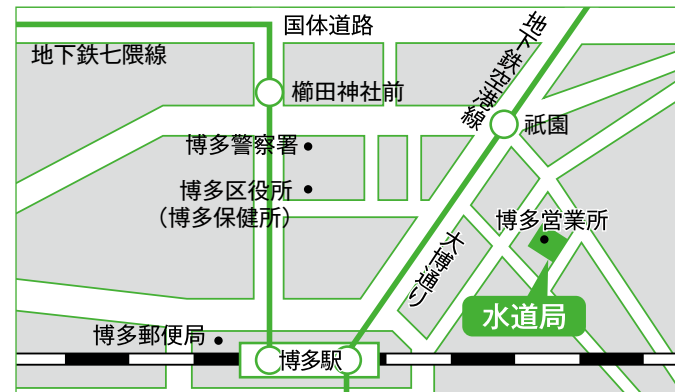 国体道路
地下鉄七隈線
地下鉄空港線
櫛田神社前
祇園
博多警察署
博多区役所
（博多保健所）
博多営業所
大博通り
水道局
博多郵便局
博多駅